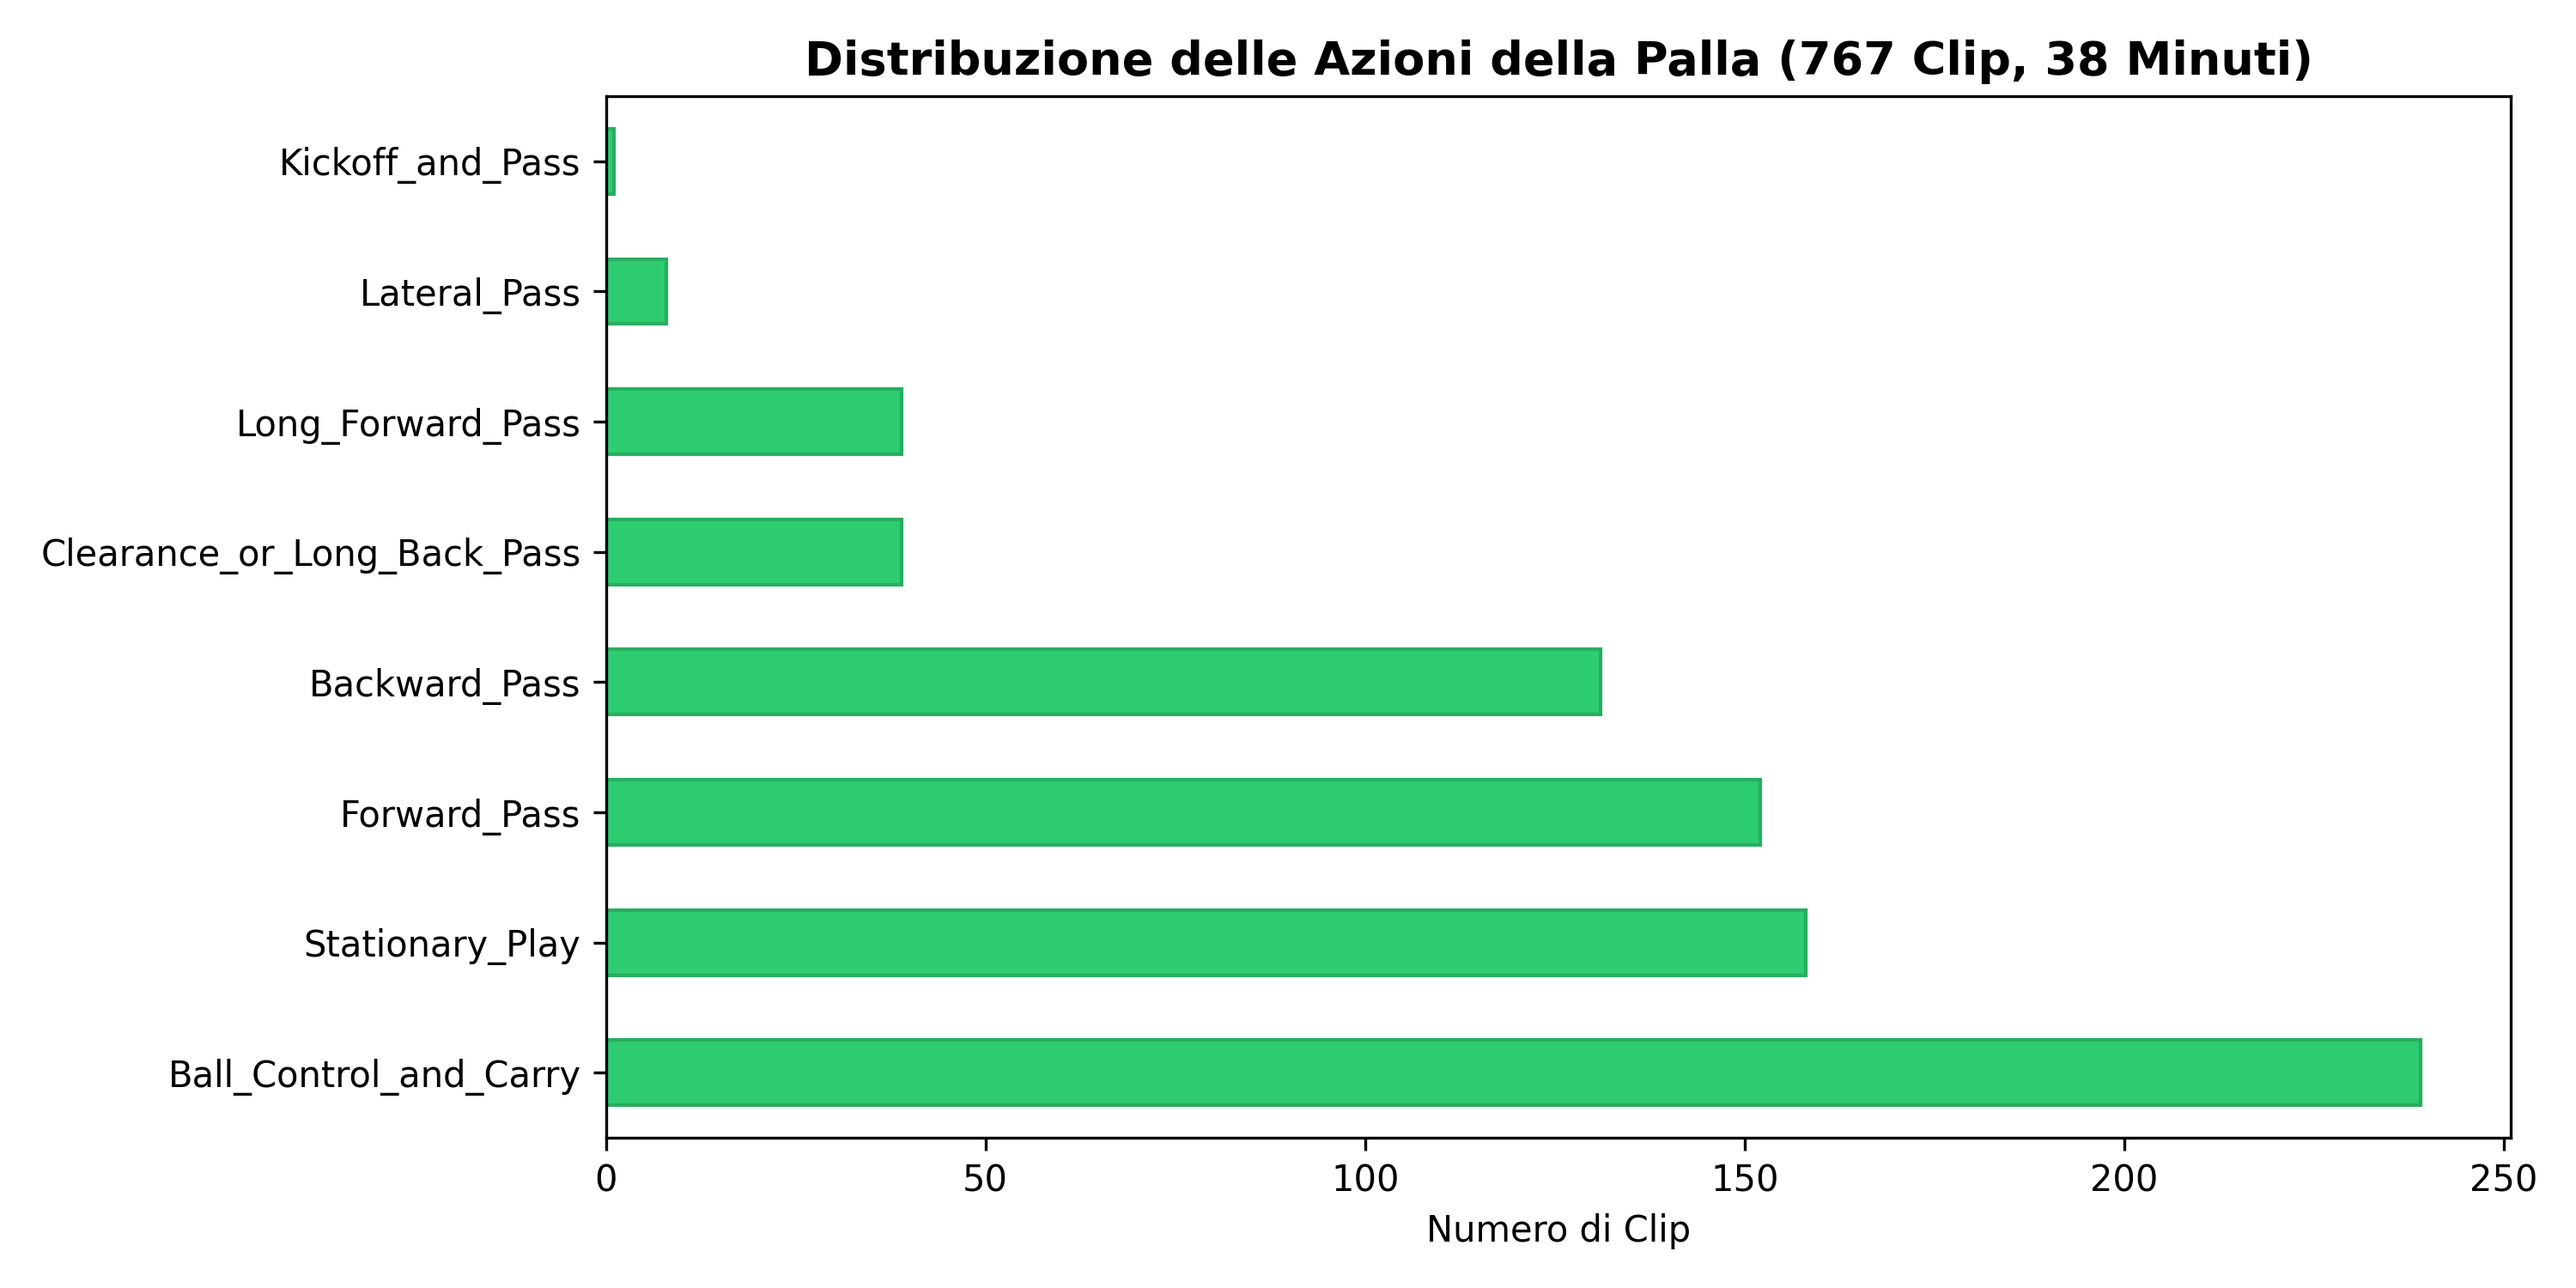 Distribuzione delle Azioni della Palla (767 Clip, 38 Minuti)
Kickoff_and_Pass
Lateral_Pass
Long_Forward_Pass
Clearance_or_Long_Back_Pass
Backward_Pass
Forward_Pass
Stationary_Play
Ball_Control_and_Carry
0 50 100 150 200 250
Numero di Clip